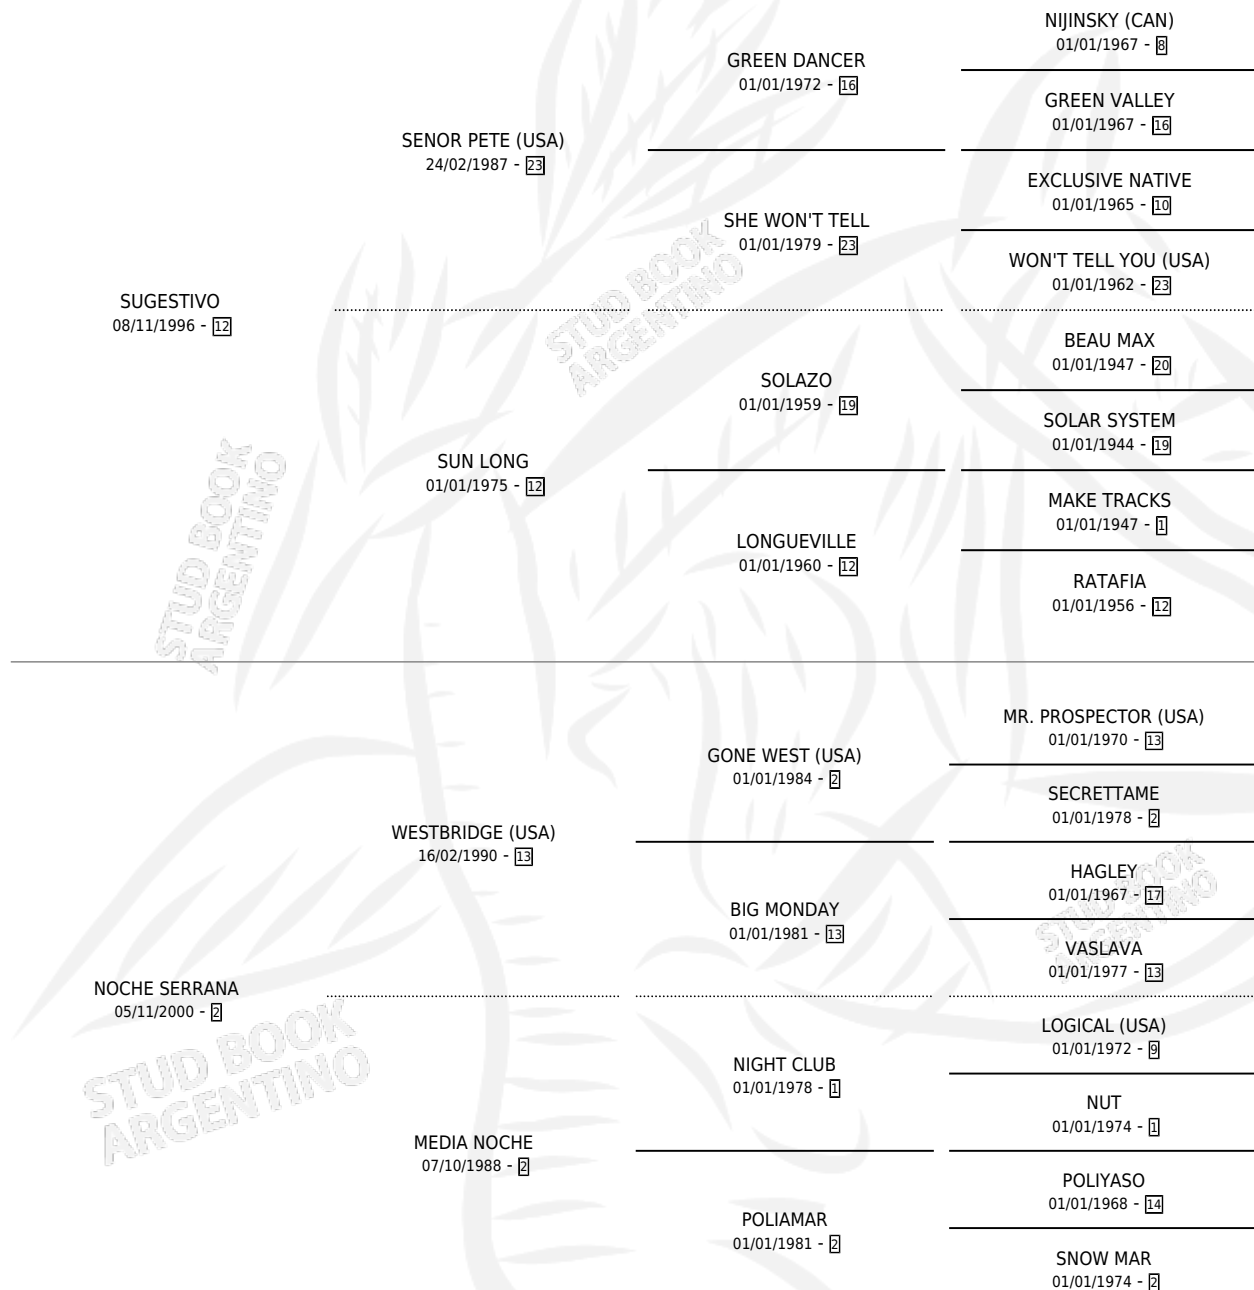 NIJINSKY (CAN)
01/01/1967 - 8
GREEN DANCER
01/01/1972 - 16
GREEN VALLEY
01/01/1967 - 16
SENOR PETE (USA)
24/02/1987 - 23
EXCLUSIVE NATIVE
01/01/1965 - 10
SHE WON'T TELL
01/01/1979 - 23
WON'T TELL YOU (USA)
01/01/1962 - 23
SUGESTIVO
08/11/1996 - 12
BEAU MAX
01/01/1947 - 20
SOLAZO
01/01/1959 - 19
SOLAR SYSTEM
01/01/1944 - 19
SUN LONG
01/01/1975 - 12
MAKE TRACKS
01/01/1947 - 1
LONGUEVILLE
01/01/1960 - 12
RATAFIA
01/01/1956 - 12
MR. PROSPECTOR (USA)
01/01/1970 - 13
GONE WEST (USA)
01/01/1984 - 2
SECRETTAME
01/01/1978 - 2
WESTBRIDGE (USA)
16/02/1990 - 13
HAGLEY
01/01/1967 - 17
BIG MONDAY
01/01/1981 - 13
VASLAVA
01/01/1977 - 13
NOCHE SERRANA
05/11/2000 - 2
LOGICAL (USA)
01/01/1972 - 9
NIGHT CLUB
01/01/1978 - 1
NUT
01/01/1974 - 1
MEDIA NOCHE
07/10/1988 - 2
POLIYASO
01/01/1968 - 14
POLIAMAR
01/01/1981 - 2
SNOW MAR
01/01/1974 - 2
STUD BOOK
ARGENTINO
STUD BOOK
ARGENTINO
STUD BOOK
ARGENTINO
STUD BOOK
ARGENTINO